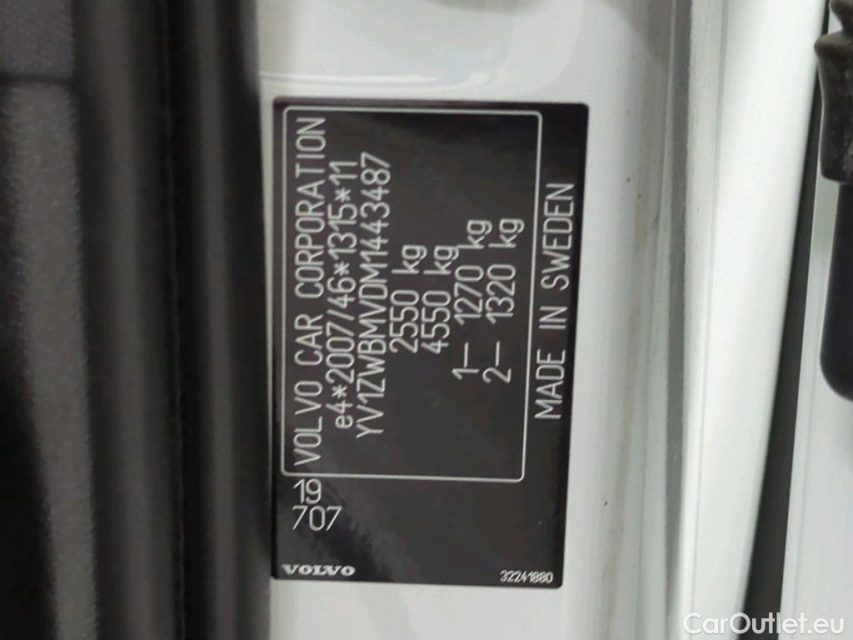 VOLVO CAR CORPORATION
e4*2007/46*1315*11
YV1ZWBMVDM1443487
2550 kg
4550 kg
1– 1270 kg
2– 1320 kg
MADE IN SWEDEN
19
707
VOLVO
32241880
CarOutlet.eu